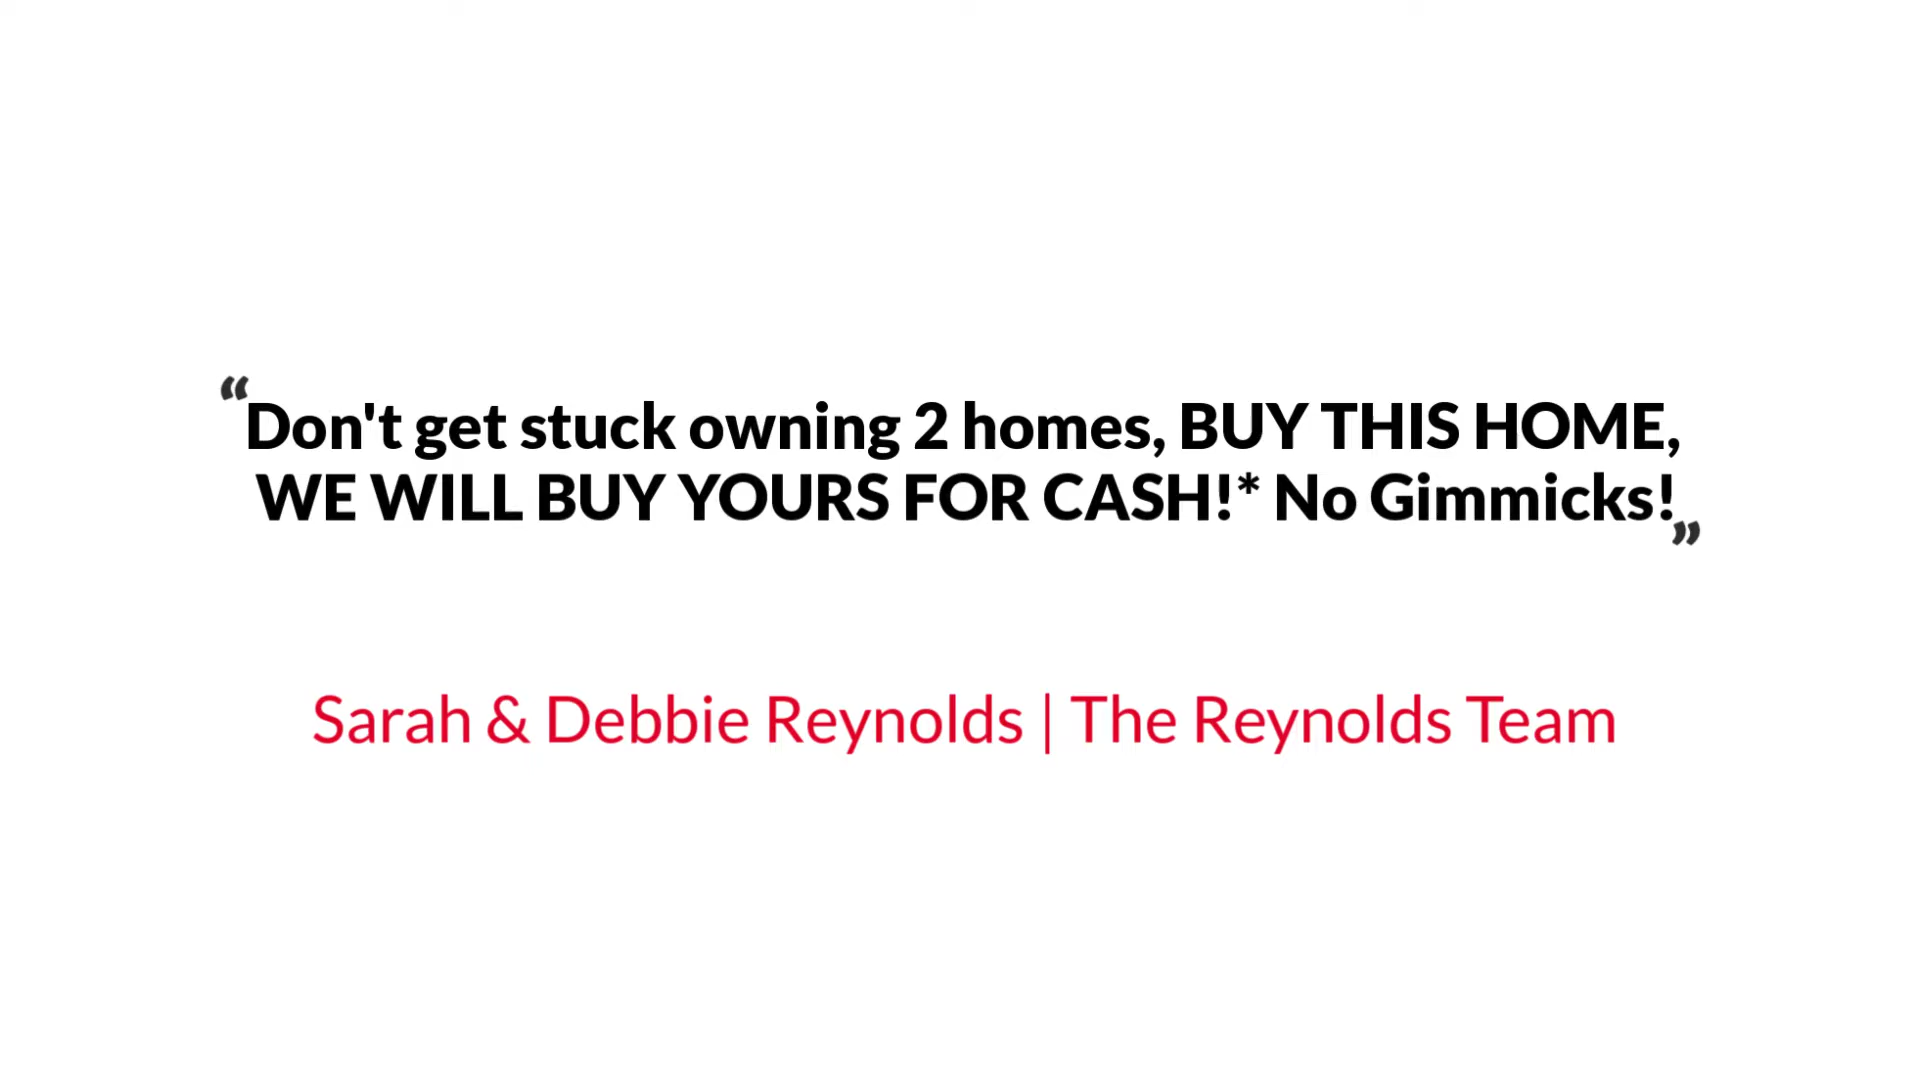 “Don't get stuck owning 2 homes, BUY THIS HOME,
WE WILL BUY YOURS FOR CASH!* No Gimmicks!”
Sarah & Debbie Reynolds | The Reynolds Team